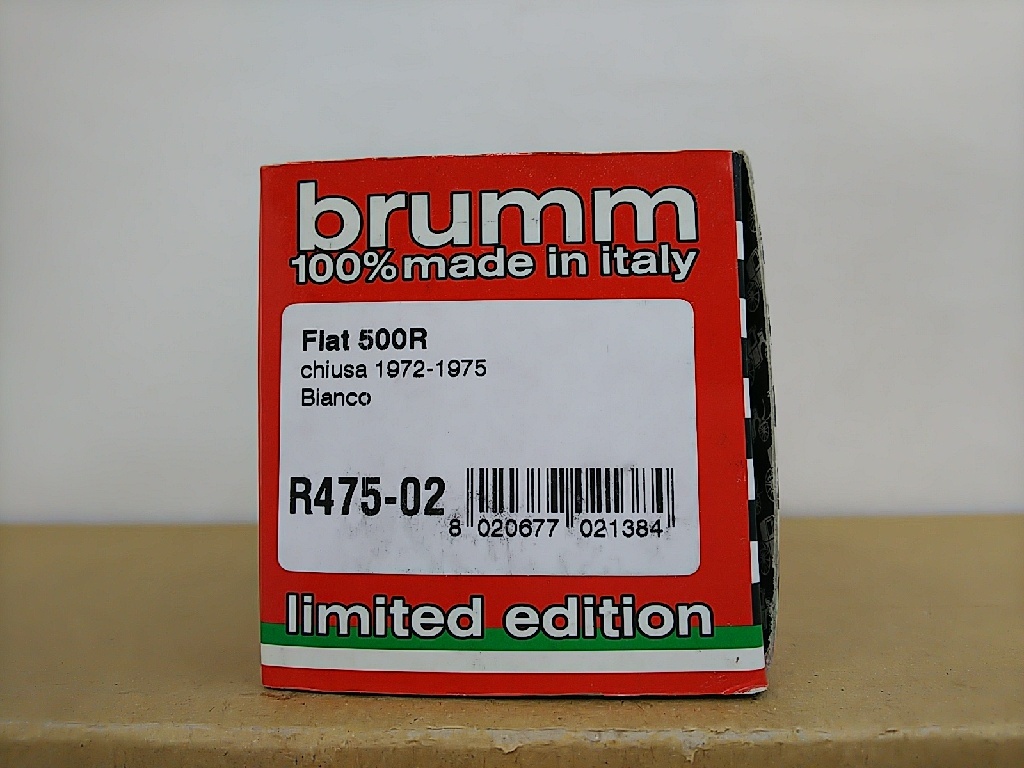 brumm
100% made in italy
Fiat 500R
chiusa 1972-1975
Bianco
R475-02
8 020677 021384
limited edition